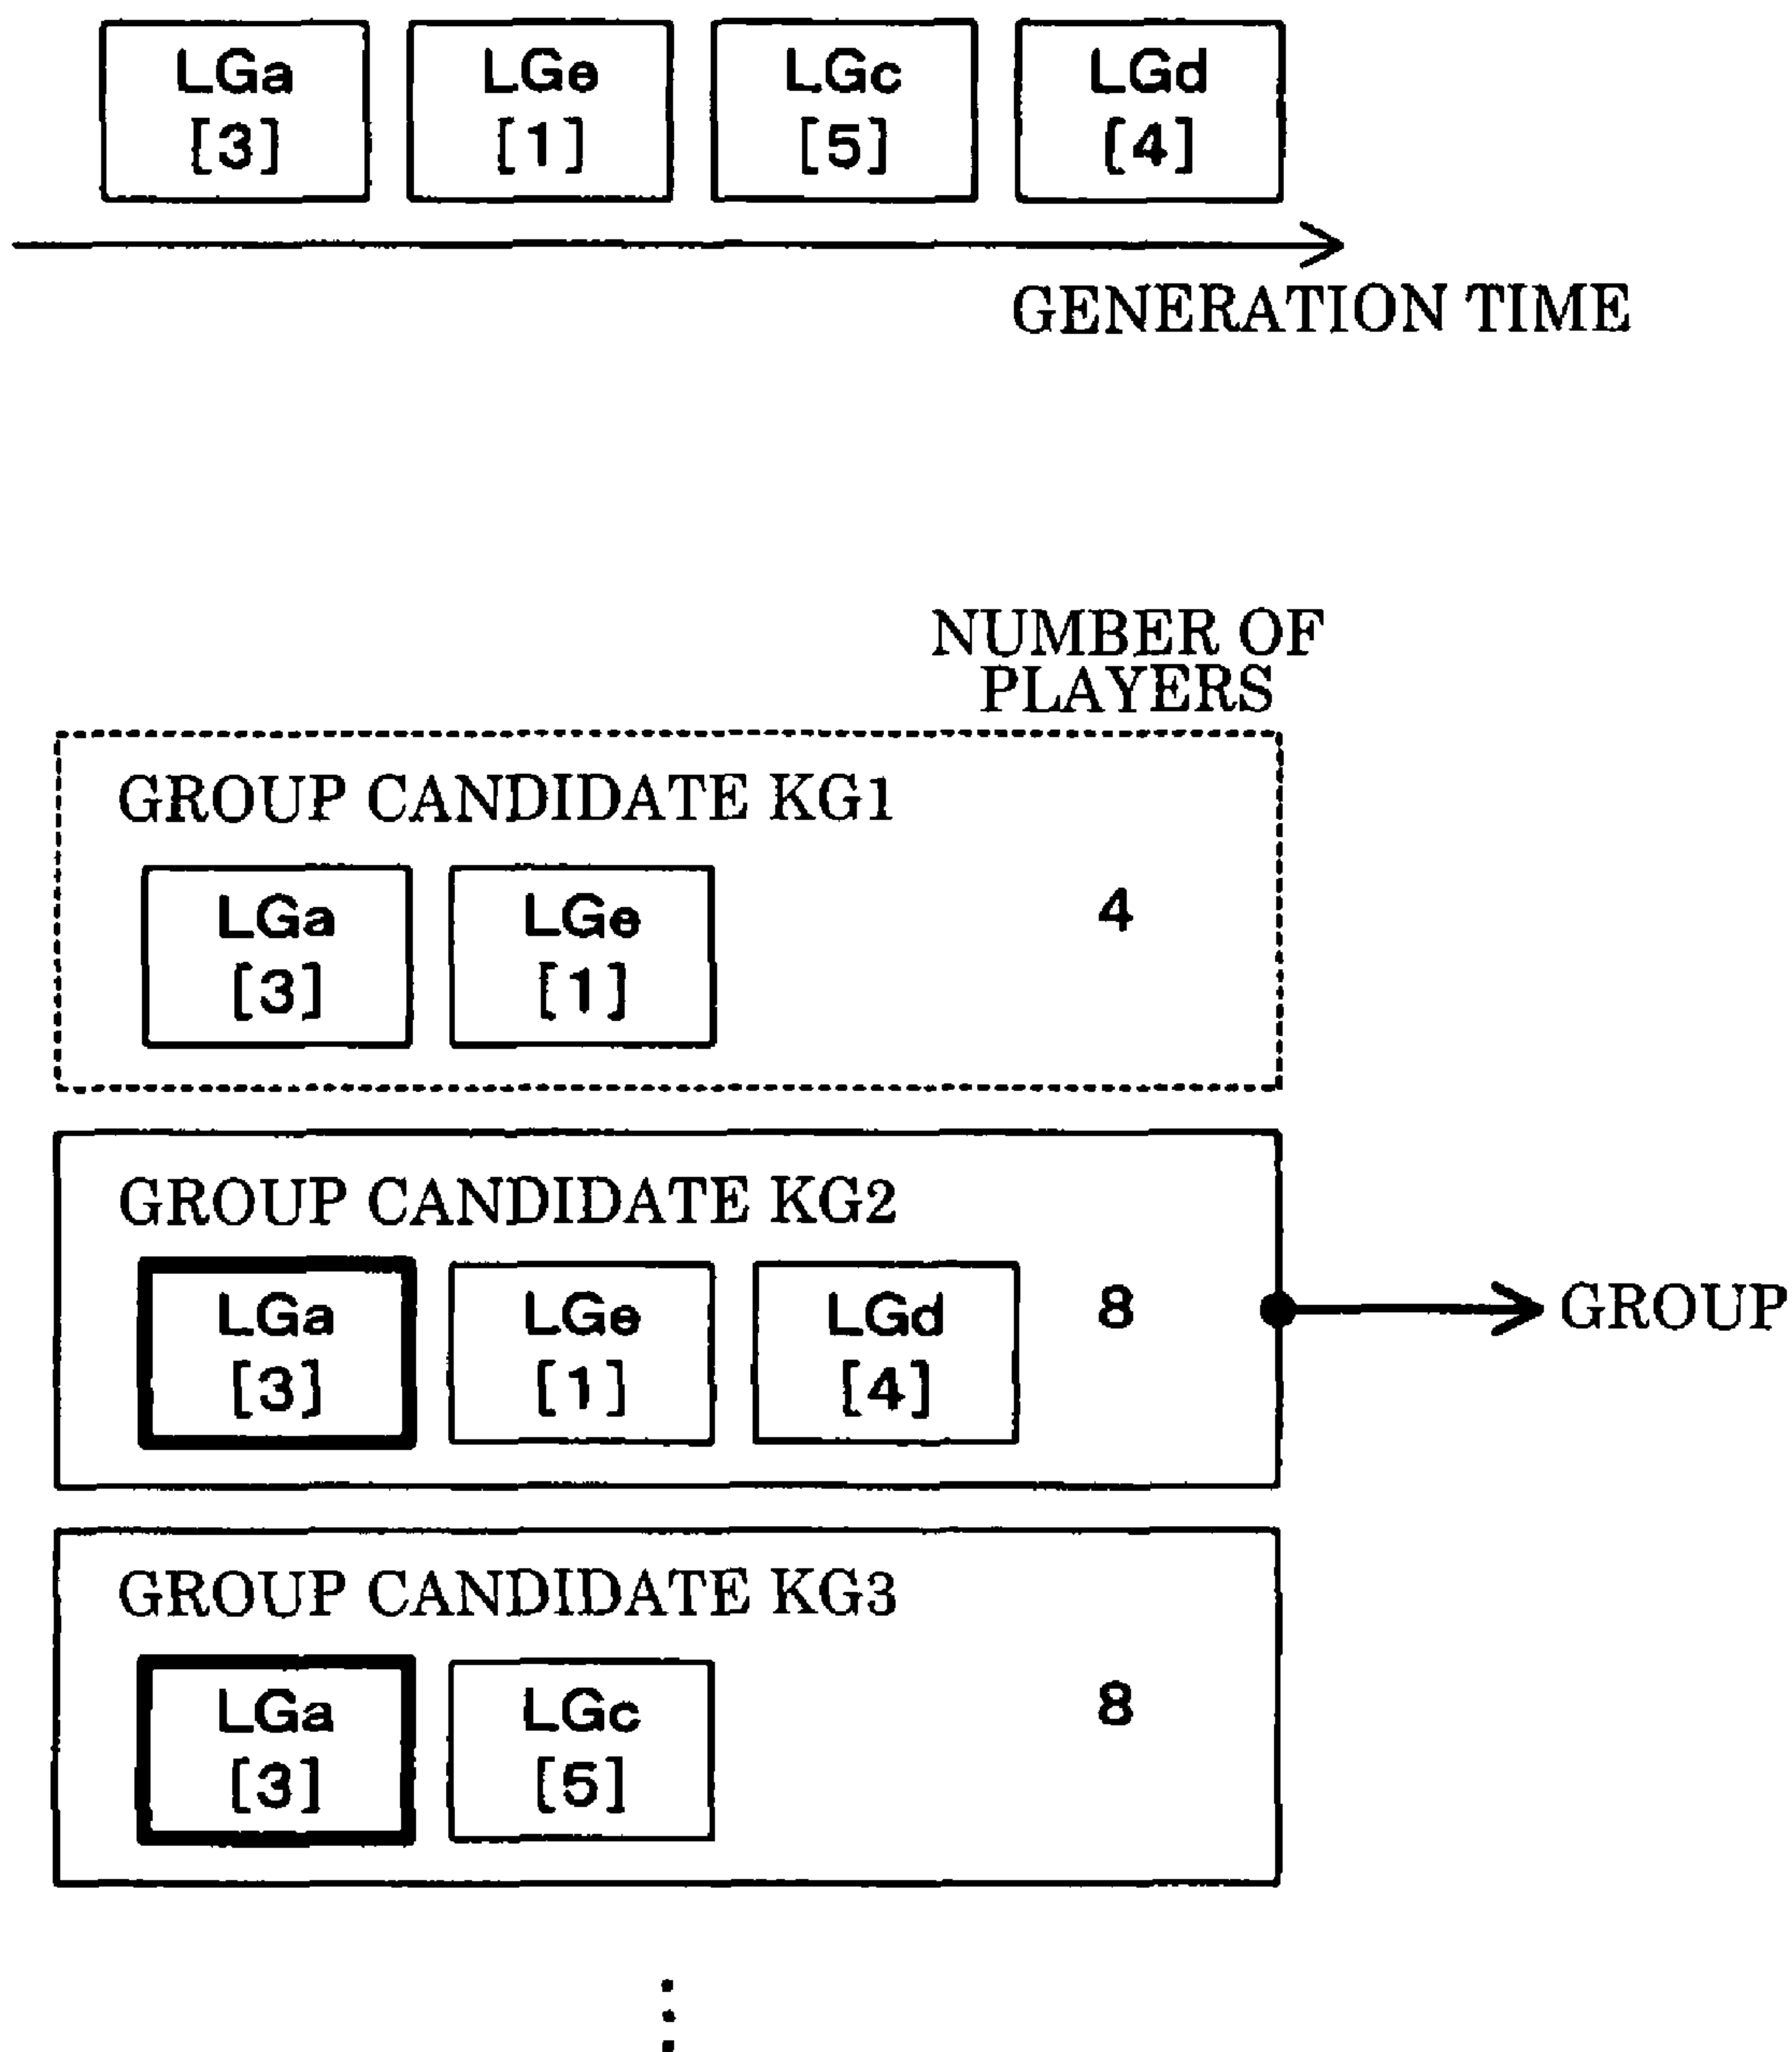 LGa LGe LGc LGd
[3] [1] [5] [4]
GENERATION TIME
NUMBER OF
PLAYERS
GROUP CANDIDATE KG1
LGa LGe 4
[3] [1]
GROUP CANDIDATE KG2
LGa LGe LGd 8 GROUP
[3] [1] [4]
GROUP CANDIDATE KG3
LGa LGc 8
[3] [5]